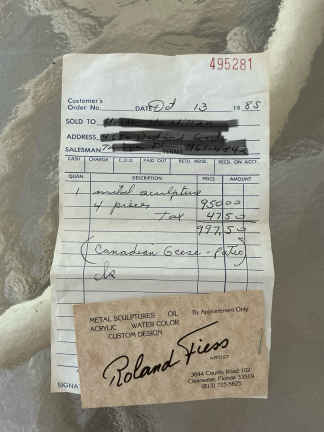 495281
Customer's
Order No. DATE Oct 13 1985
SOLD TO
ADDRESS
SALESMAN
CASH CHARGE C.O.D. PAID OUT RETD. MDSE. RECD. ON ACCT.
QUAN. DESCRIPTION PRICE AMOUNT
1 metal sculpture
4 pieces 950.00
Tax 47.50
997.50
(Canadian Geese - Patio)
METAL SCULPTURES OIL By Appointment Only
ACRYLIC WATER COLOR
CUSTOM DESIGN
Roland Fiess
ARTIST
Clearwater, Florida 33519
SIGNA